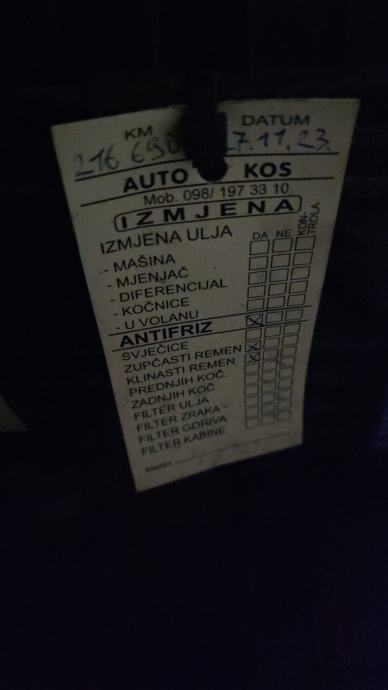 KM DATUM
216 690 27.11.23.
AUTO KOS
Mob. 098/ 197 33 10
IZMJENA
IZMJENA ULJA DA NE KON-TROLA
- MAŠINA
- MJENJAČ
- DIFERENCIJAL
- KOČNICE
- U VOLANU
ANTIFRIZ
SVJEĆICE
ZUPČASTI REMEN
KLINASTI REMEN
PREDNJIH KOČ.
ZADNJIH KOČ.
FILTER ULJA
FILTER ZRAKA -
FILTER GORIVA
FILTER KABINE